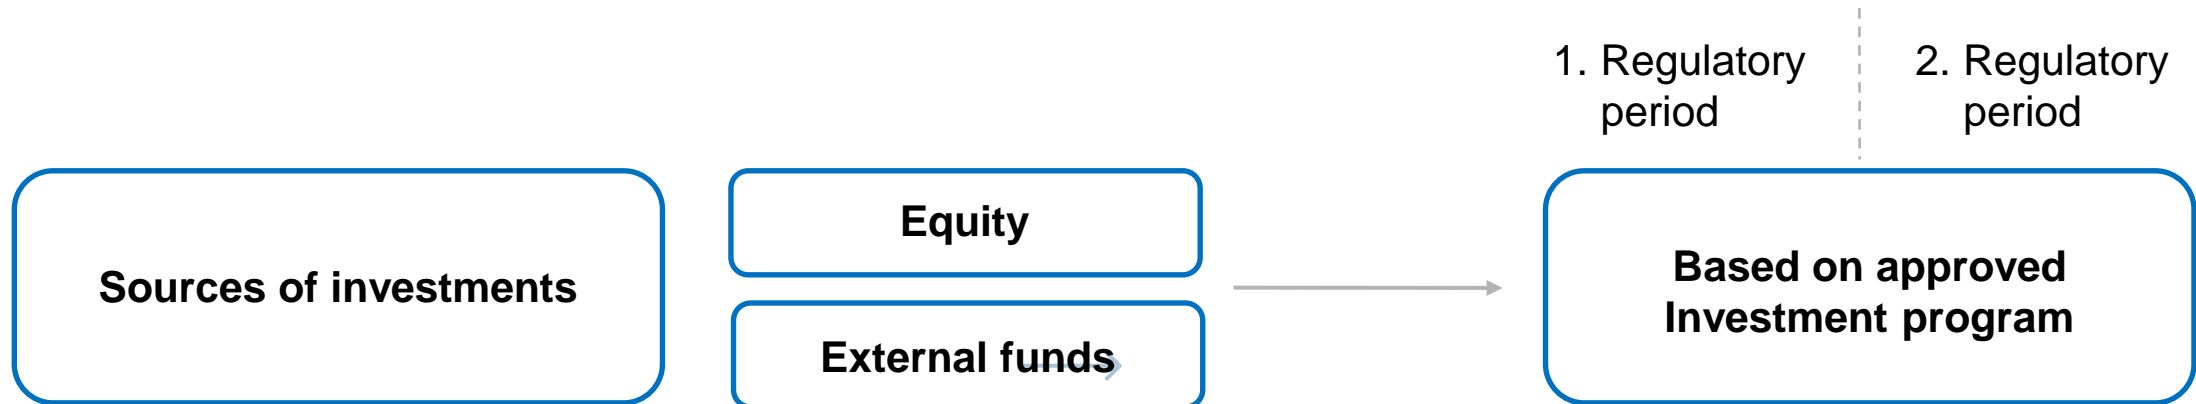 1. Regulatory
period
2. Regulatory
period
Sources of investments
Equity
External funds
Based on approved
Investment program